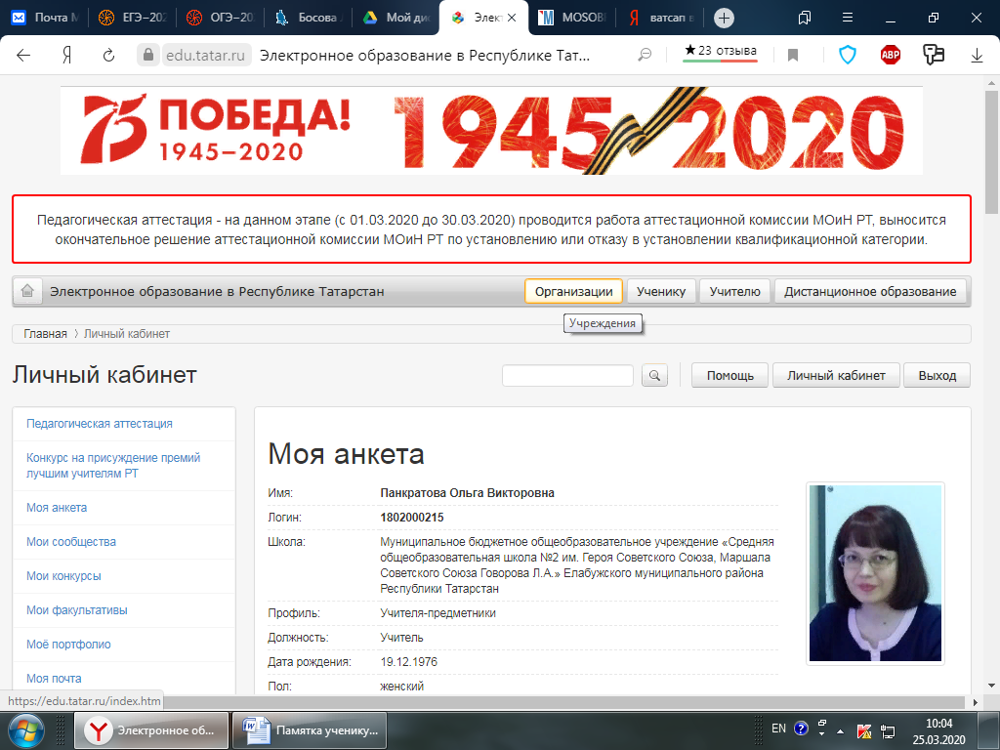 Почта М
ЕГЭ–202
ОГЭ–20
Босова Л
Мой дис
Элект
MOSOBR
ватсап в
edu.tatar.ru
Электронное образование в Республике Тат...
★ 23 отзыва
ABP
75 ПОБЕДА!
1945–2020
1945 2020
Педагогическая аттестация - на данном этапе (с 01.03.2020 до 30.03.2020) проводится работа аттестационной комиссии МОиН РТ, выносится
окончательное решение аттестационной комиссии МОиН РТ по установлению или отказу в установлении квалификационной категории.
Электронное образование в Республике Татарстан
Организации
Ученику
Учителю
Дистанционное образование
Учреждения
Главная 〉 Личный кабинет
Личный кабинет
Помощь
Личный кабинет
Выход
Педагогическая аттестация
Конкурс на присуждение премий
лучшим учителям РТ
Моя анкета
Мои сообщества
Мои конкурсы
Мои факультативы
Моё портфолио
Моя почта
Моя анкета
Имя: Панкратова Ольга Викторовна
Логин: 1802000215
Школа: Муниципальное бюджетное общеобразовательное учреждение «Средняя
общеобразовательная школа №2 им. Героя Советского Союза, Маршала
Советского Союза Говорова Л.А.» Елабужского муниципального района
Республики Татарстан
Профиль: Учителя-предметники
Должность: Учитель
Дата рождения: 19.12.1976
Пол: женский
https://edu.tatar.ru/index.htm
Электронное об...
Памятка ученику...
EN
10:04
25.03.2020